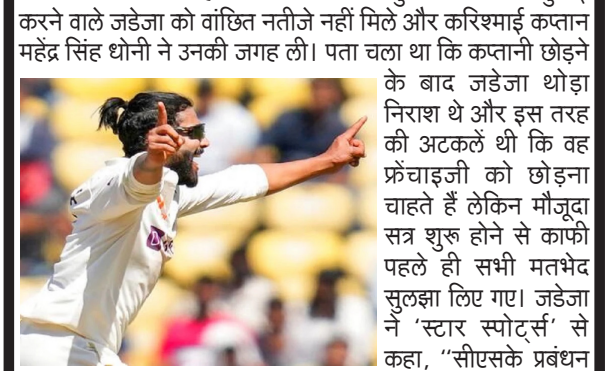 करने वाले जडेजा को वांछित नतीजे नहीं मिले और करिश्माई कप्तान
महेंद्र सिंह धोनी ने उनकी जगह ली। पता चला था कि कप्तानी छोड़ने
के बाद जडेजा थोड़ा
निराश थे और इस तरह
की अटकलें थी कि वह
फ्रेंचाइजी को छोड़ना
चाहते हैं लेकिन मौजूदा
सत्र शुरू होने से काफी
पहले ही सभी मतभेद
सुलझा लिए गए। जडेजा
ने ‘स्टार स्पोर्ट्स’ से
कहा, ‘‘सीएसके प्रबंधन